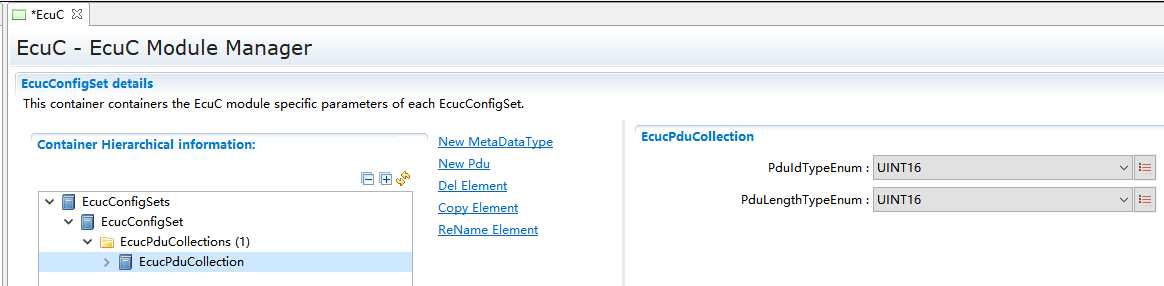 *EcuC
EcuC - EcuC Module Manager
EcucConfigSet details
This container containers the EcuC module specific parameters of each EcucConfigSet.
Container Hierarchical information:
EcucConfigSets
EcucConfigSet
EcucPduCollections (1)
EcucPduCollection
New MetaDataType
New Pdu
Del Element
Copy Element
ReName Element
EcucPduCollection
PduIdTypeEnum : UINT16
PduLengthTypeEnum : UINT16